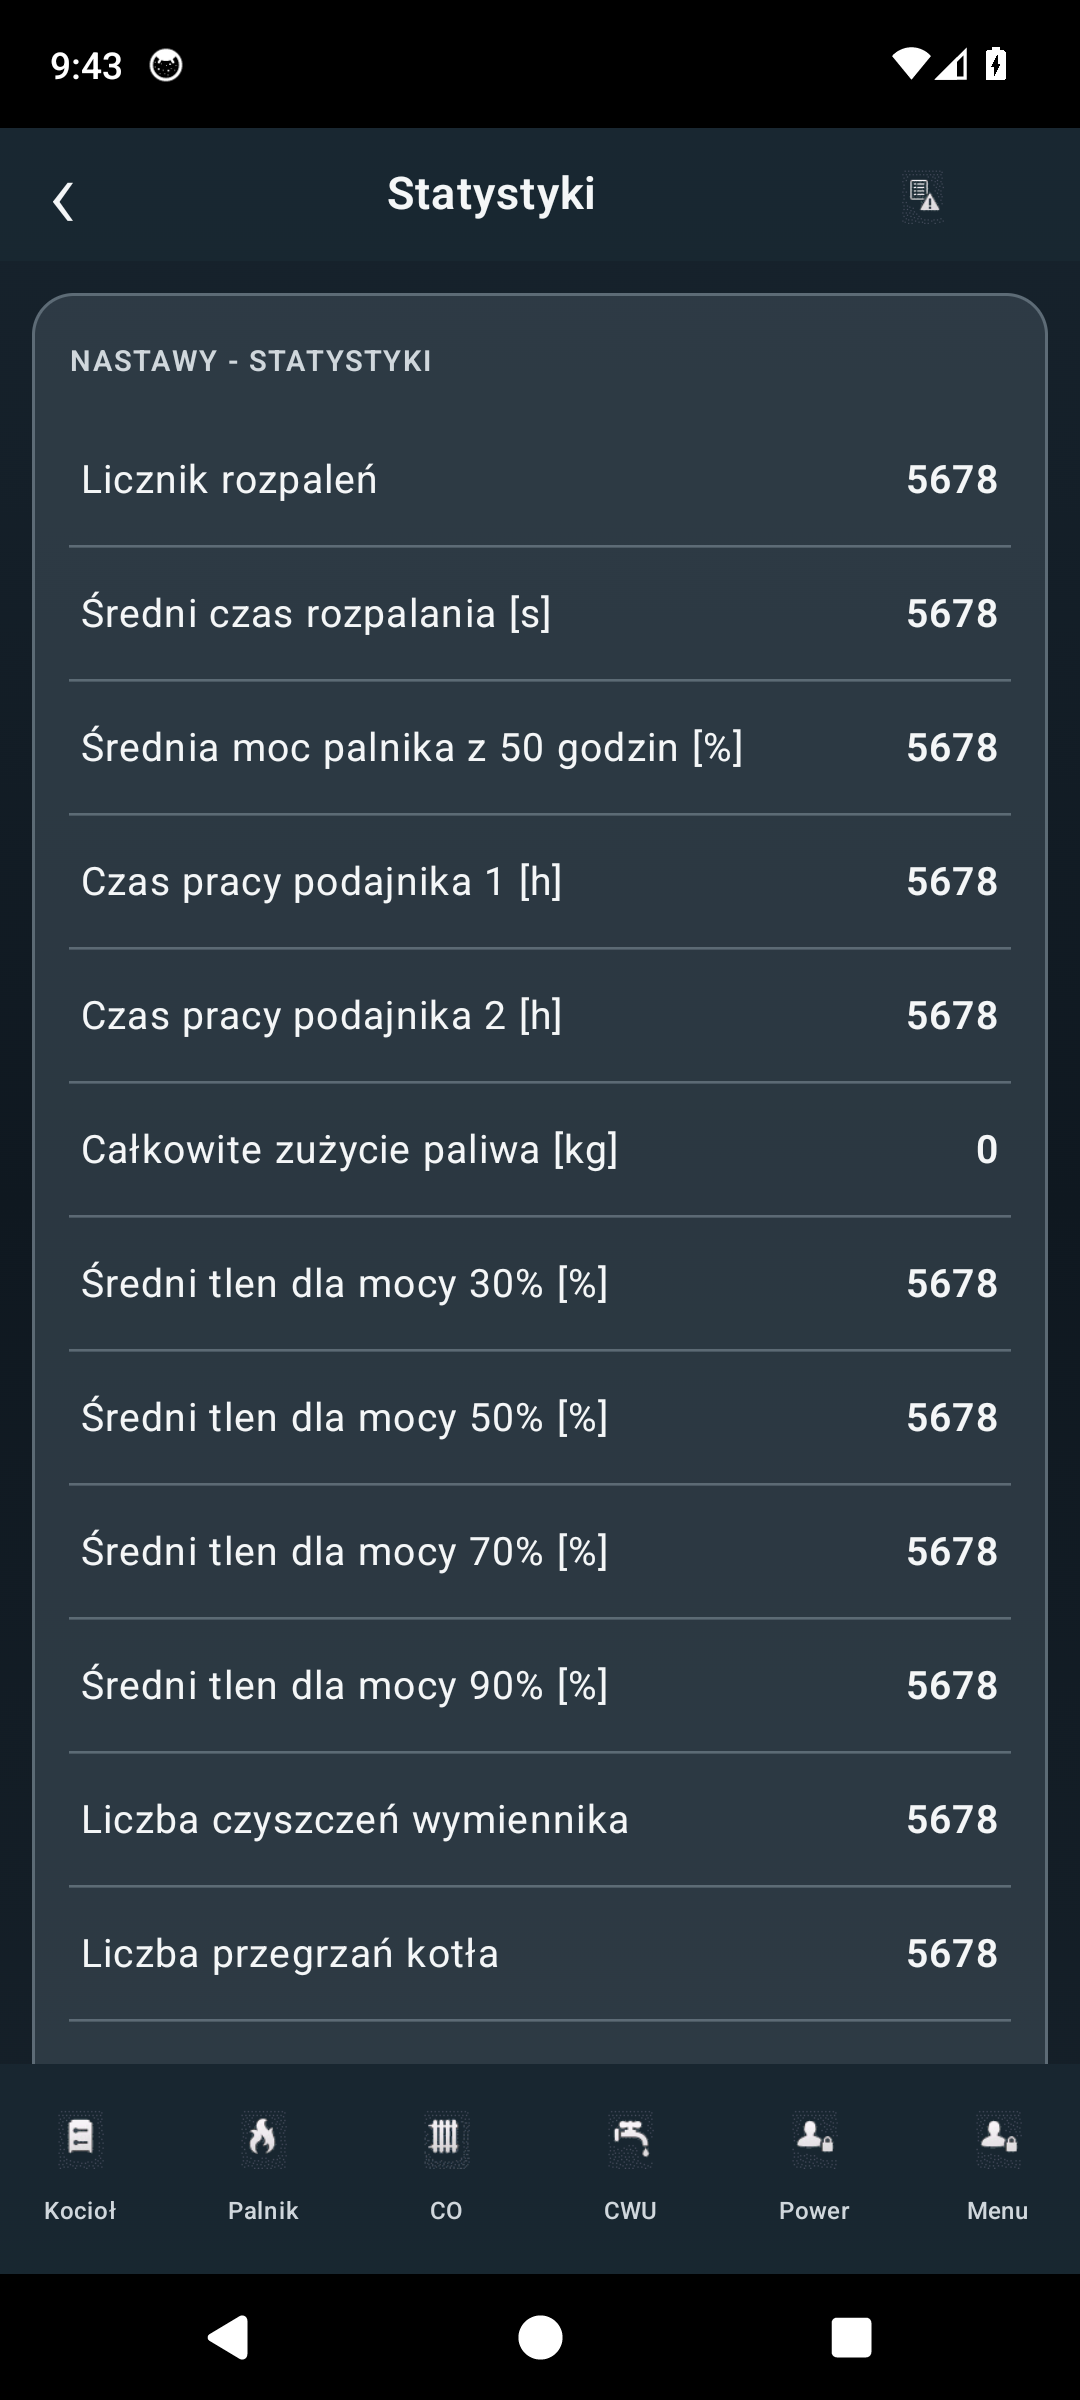 9:43
Statystyki
NASTAWY - STATYSTYKI
Licznik rozpaleń 5678
Średni czas rozpalania [s] 5678
Średnia moc palnika z 50 godzin [%] 5678
Czas pracy podajnika 1 [h] 5678
Czas pracy podajnika 2 [h] 5678
Całkowite zużycie paliwa [kg] 0
Średni tlen dla mocy 30% [%] 5678
Średni tlen dla mocy 50% [%] 5678
Średni tlen dla mocy 70% [%] 5678
Średni tlen dla mocy 90% [%] 5678
Liczba czyszczeń wymiennika 5678
Liczba przegrzań kotła 5678
Kocioł Palnik CO CWU Power Menu